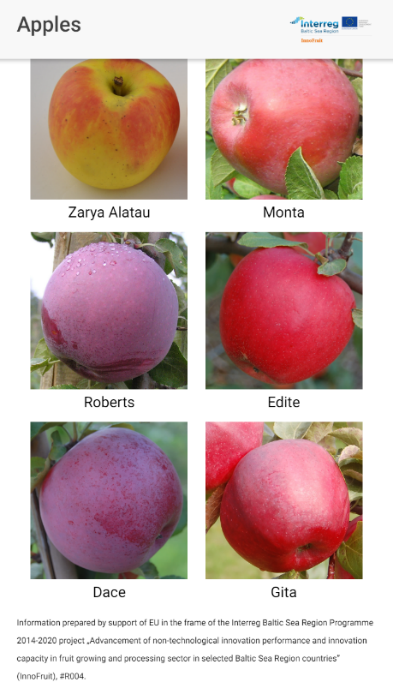 Apples
Interreg
Baltic Sea Region
InnoFruit
Zarya Alatau
Monta
Roberts
Edite
Dace
Gita
Information prepared by support of EU in the frame of the Interreg Baltic Sea Region Programme
2014-2020 project „Advancement of non-technological innovation performance and innovation
capacity in fruit growing and processing sector in selected Baltic Sea Region countries”
(InnoFruit), #R004.